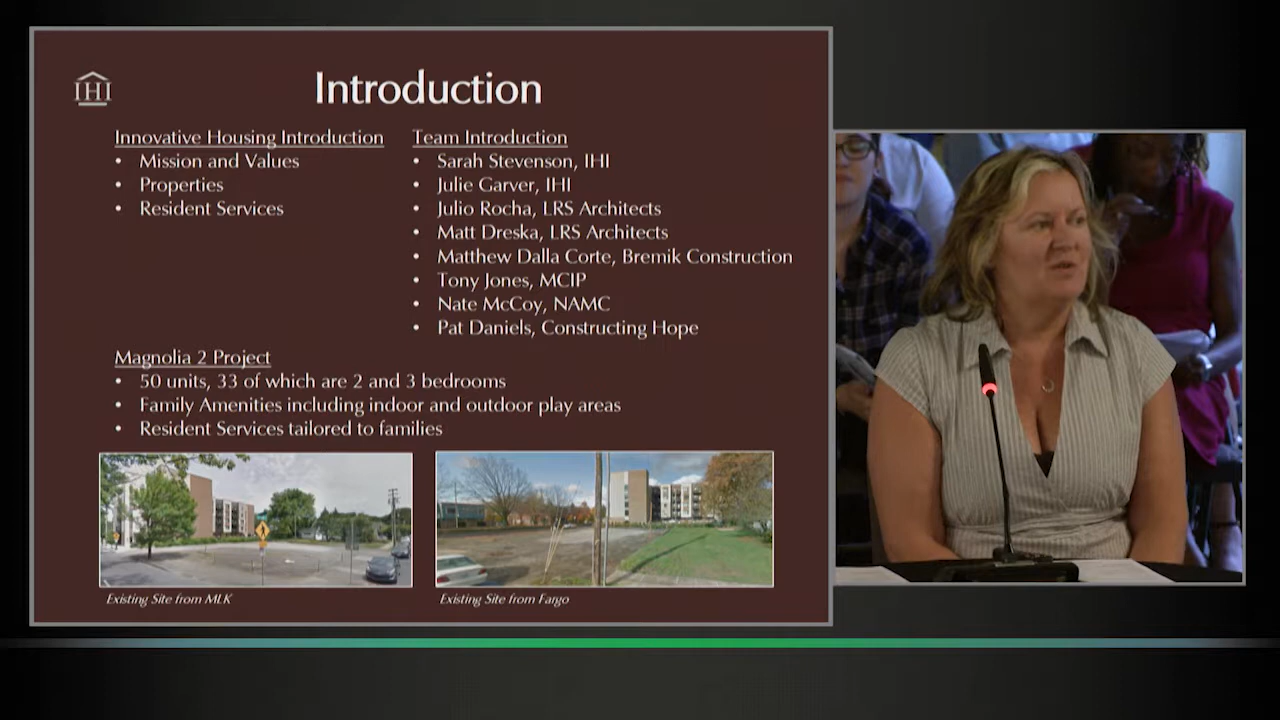 IHI
Introduction
Innovative Housing Introduction
• Mission and Values
• Properties
• Resident Services
Team Introduction
• Sarah Stevenson, IHI
• Julie Garver, IHI
• Julio Rocha, LRS Architects
• Matt Dreska, LRS Architects
• Matthew Dalla Corte, Bremik Construction
• Tony Jones, MCIP
• Nate McCoy, NAMC
• Pat Daniels, Constructing Hope
Magnolia 2 Project
• 50 units, 33 of which are 2 and 3 bedrooms
• Family Amenities including indoor and outdoor play areas
• Resident Services tailored to families
Existing Site from MLK
Existing Site from Fargo